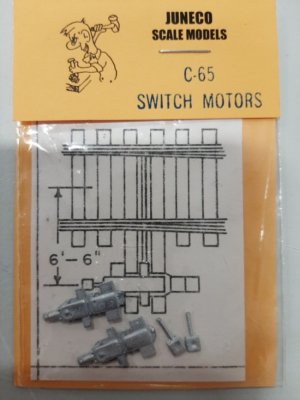 JUNECO
SCALE MODELS
C-65
SWITCH MOTORS
6'-6"